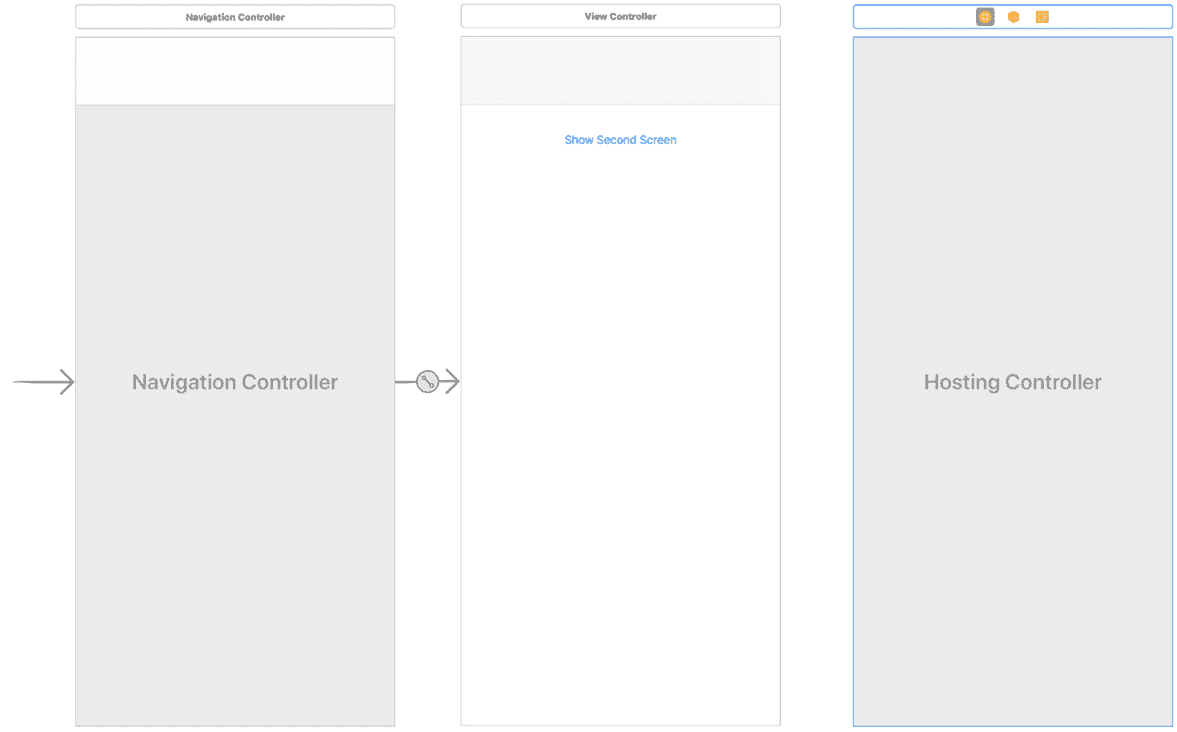 Navigation Controller
View Controller
Show Second Screen
Navigation Controller
Hosting Controller